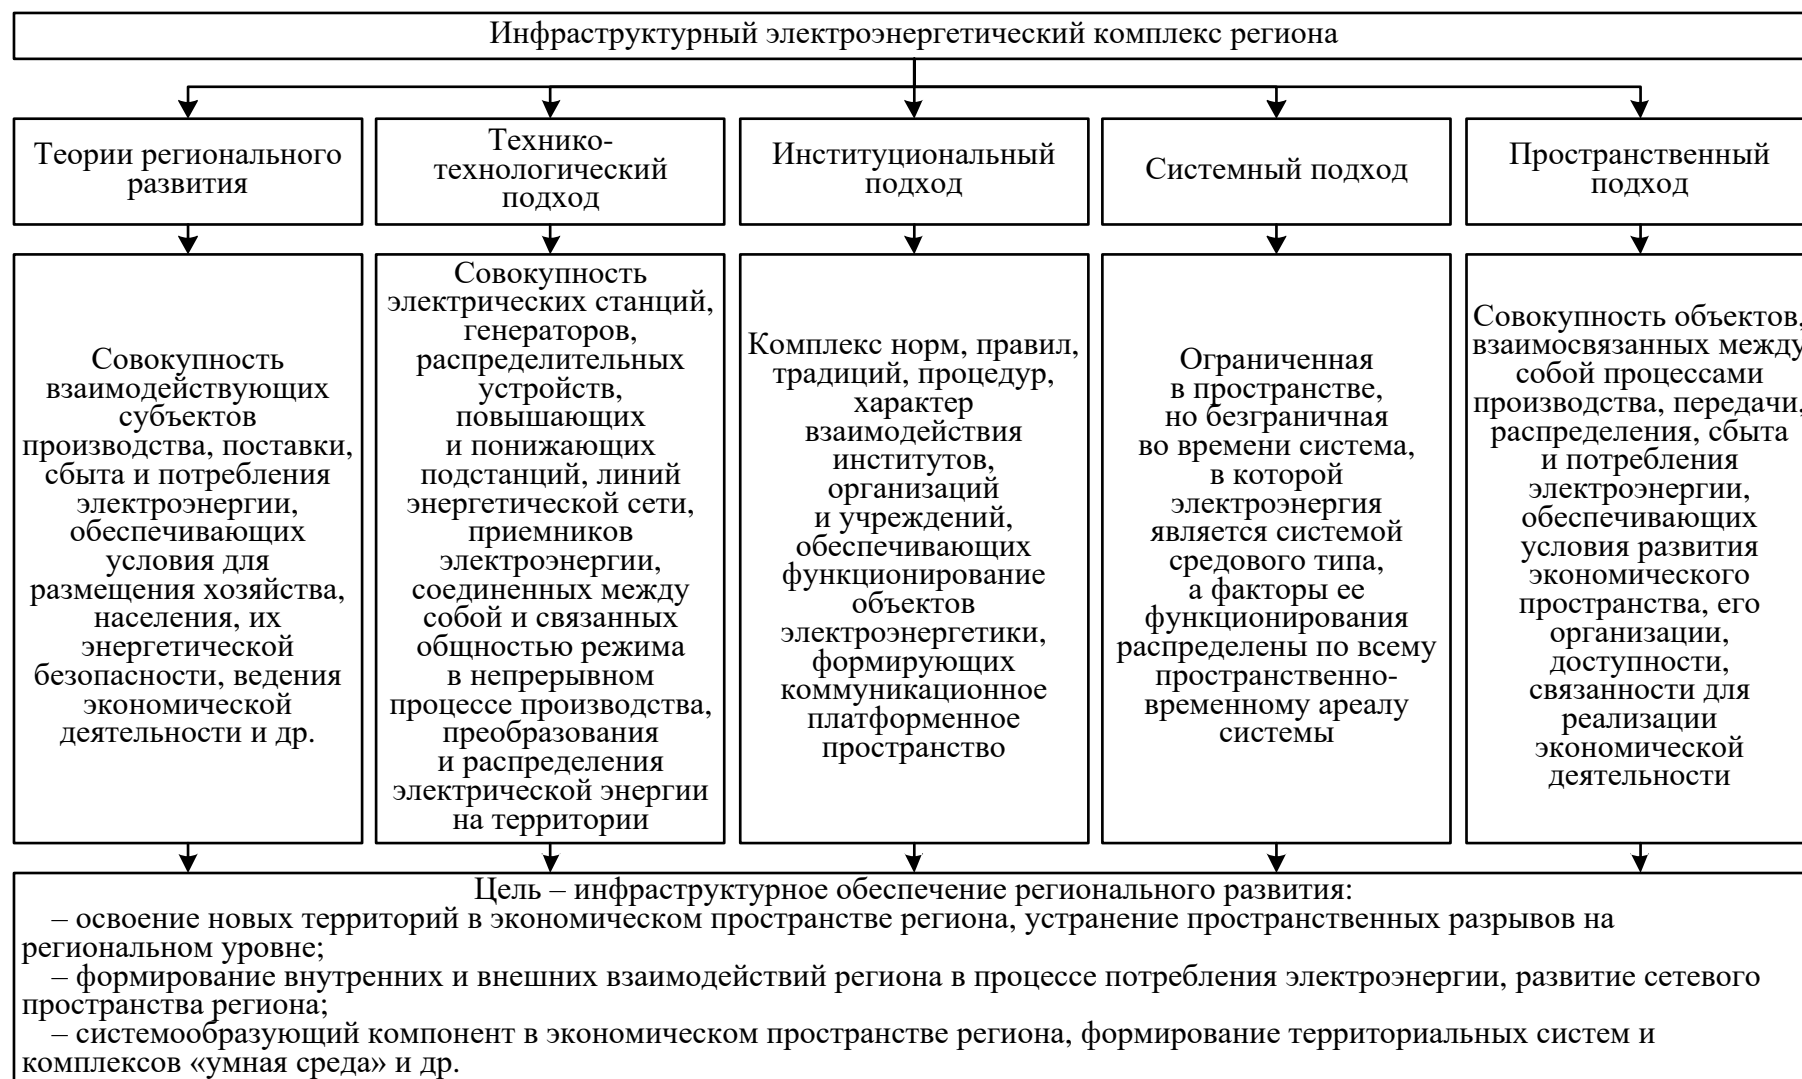 Инфраструктурный электроэнергетический комплекс региона
Теории регионального
развития
Технико-
технологический
подход
Институциональный
подход
Системный подход
Пространственный
подход
Совокупность
взаимодействующих
субъектов
производства, поставки,
сбыта и потребления
электроэнергии,
обеспечивающих
условия для
размещения хозяйства,
населения, их
энергетической
безопасности, ведения
экономической
деятельности и др.
Совокупность
электрических станций,
генераторов,
распределительных
устройств,
повышающих
и понижающих
подстанций, линий
энергетической сети,
приемников
электроэнергии,
соединенных между
собой и связанных
общностью режима
в непрерывном
процессе производства,
преобразования
и распределения
электрической энергии
на территории
Комплекс норм, правил,
традиций, процедур,
характер
взаимодействия
институтов,
организаций
и учреждений,
обеспечивающих
функционирование
объектов
электроэнергетики,
формирующих
коммуникационное
платформенное
пространство
Ограниченная
в пространстве,
но безграничная
во времени система,
в которой
электроэнергия
является системой
средового типа,
а факторы ее
функционирования
распределены по всему
пространственно-
временному ареалу
системы
Совокупность объектов,
взаимосвязанных между
собой процессами
производства, передачи,
распределения, сбыта
и потребления
электроэнергии,
обеспечивающих
условия развития
экономического
пространства, его
организации,
доступности,
связанности для
реализации
экономической
деятельности
Цель – инфраструктурное обеспечение регионального развития:
– освоение новых территорий в экономическом пространстве региона, устранение пространственных разрывов на
региональном уровне;
– формирование внутренних и внешних взаимодействий региона в процессе потребления электроэнергии, развитие сетевого
пространства региона;
– системообразующий компонент в экономическом пространстве региона, формирование территориальных систем и
комплексов «умная среда» и др.